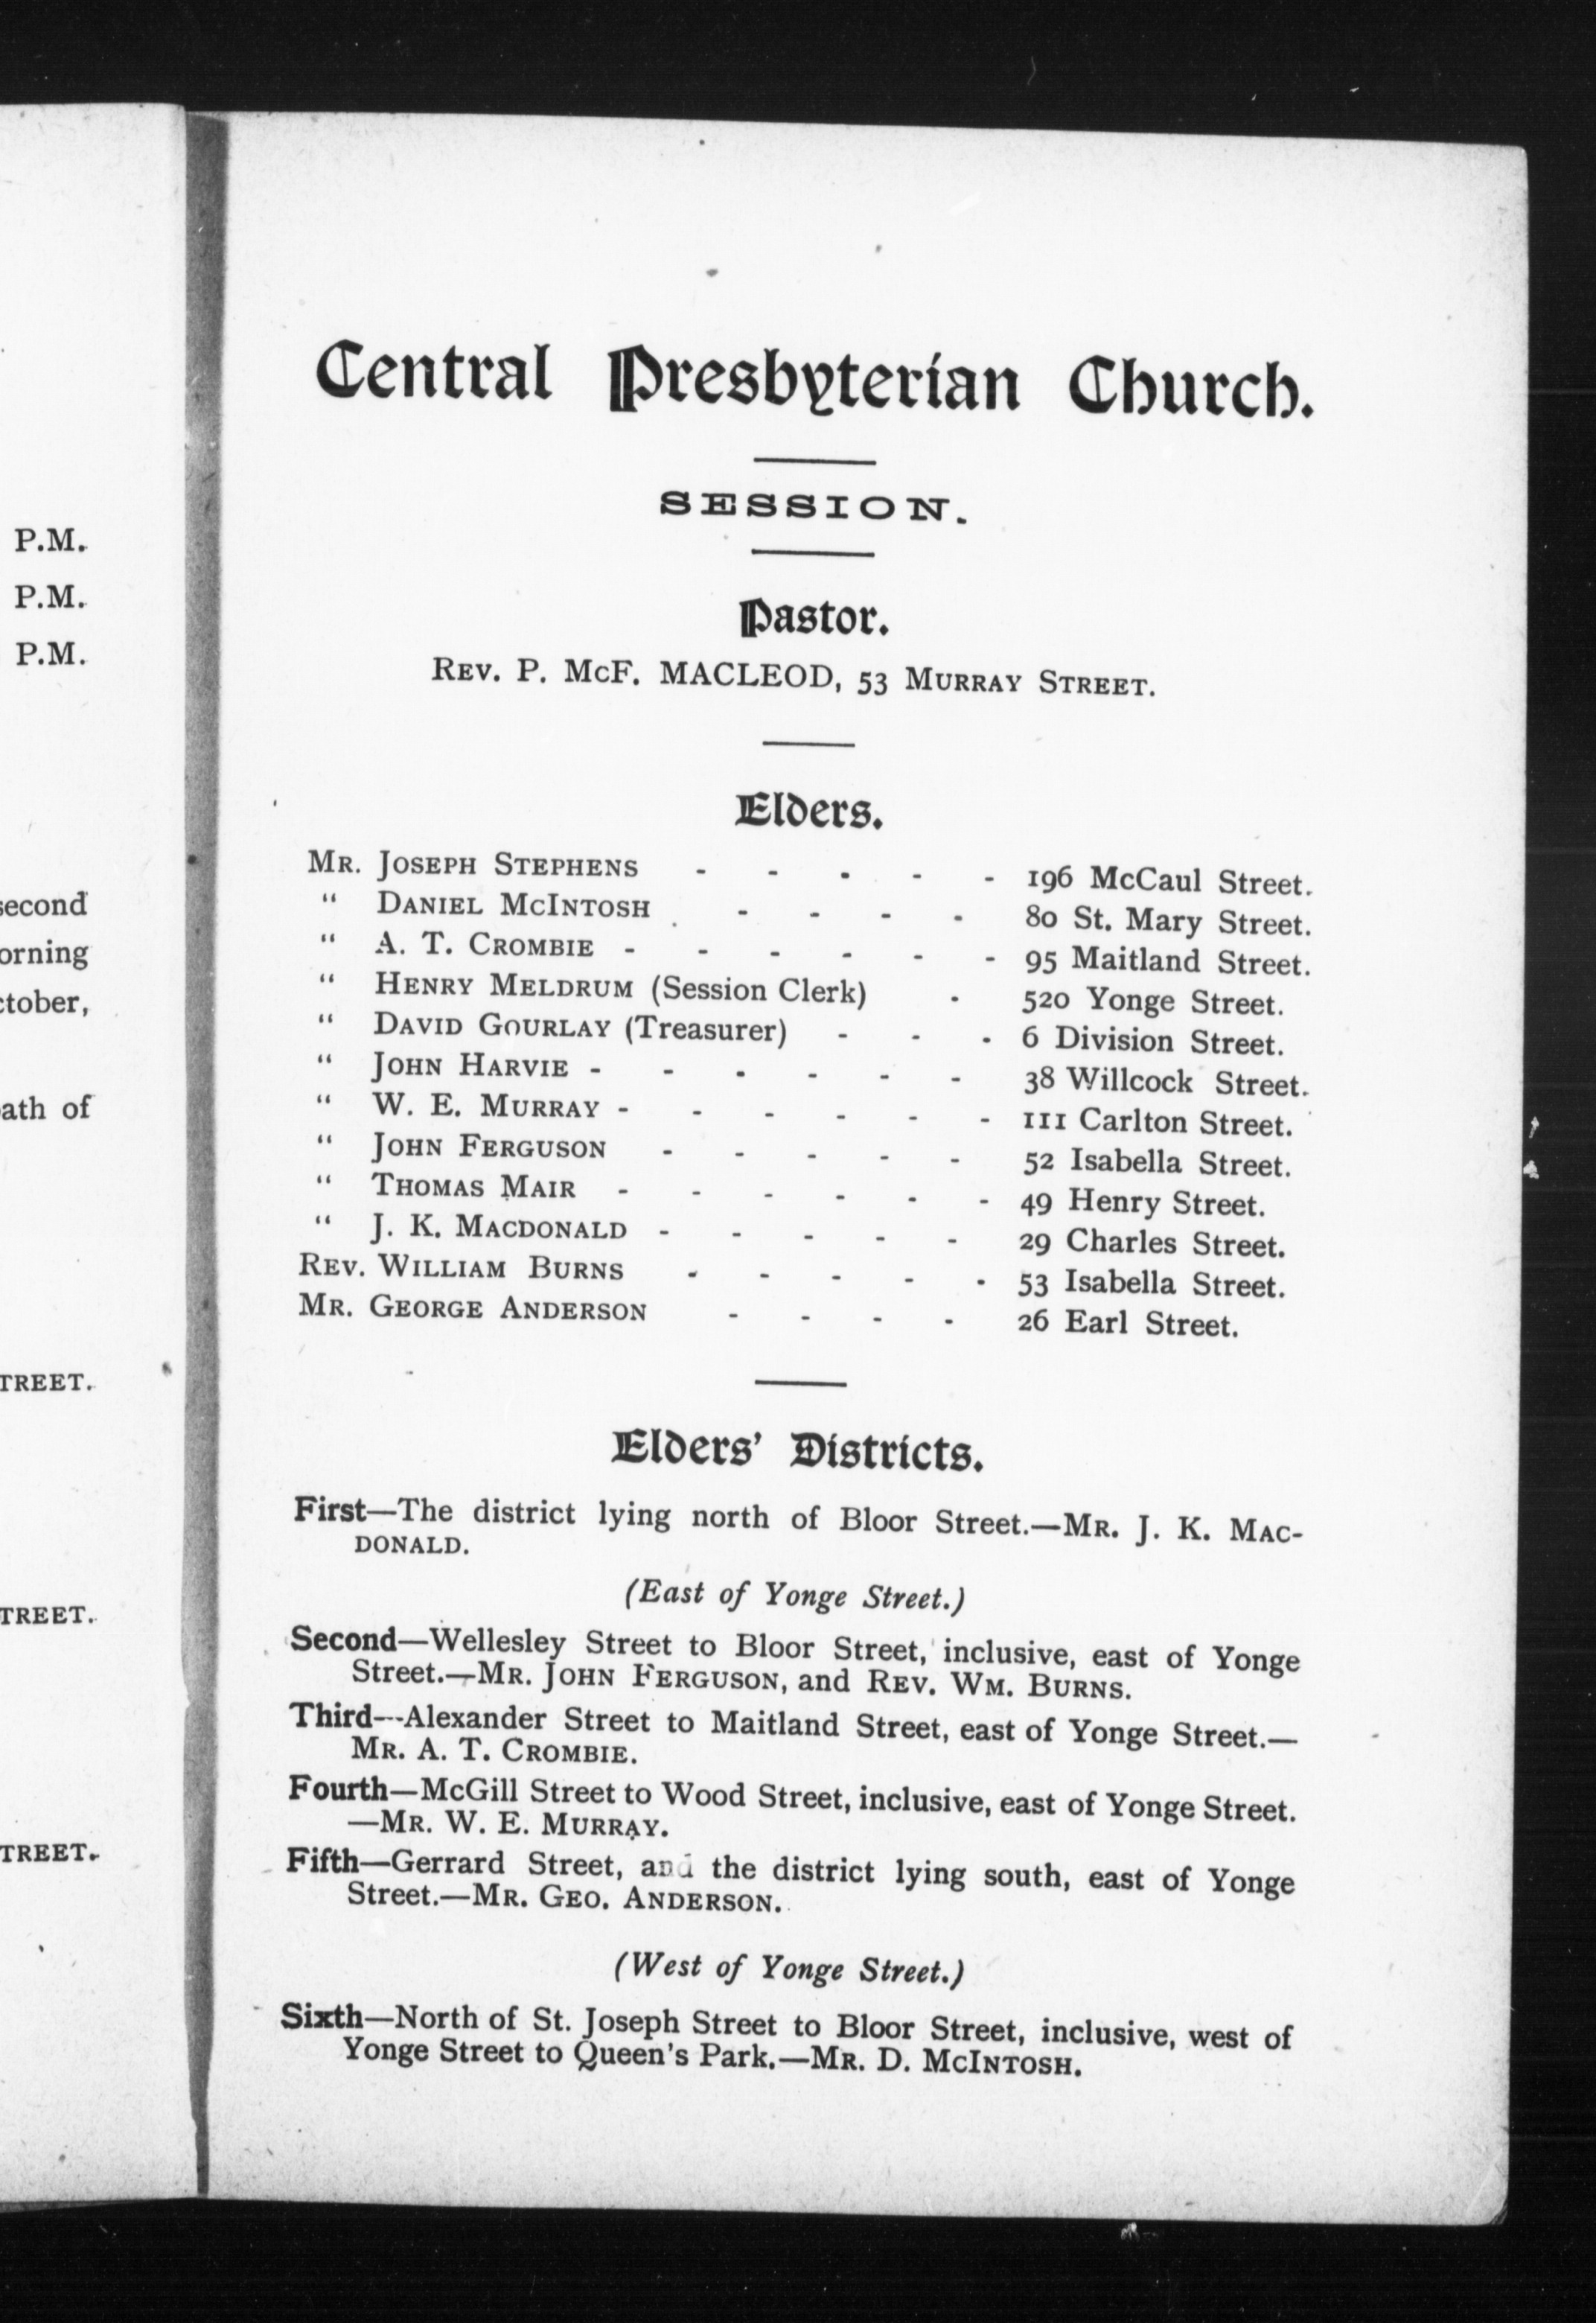 P.M.
P.M.
P.M.
second
orning
ctober,
ath of
TREET.
TREET.
TREET.
Central Presbyterian Church.
SESSION.
Pastor.
REV. P. McF. MACLEOD, 53 MURRAY STREET.
Elders.
MR. JOSEPH STEPHENS - - - - - 196 McCaul Street.
" DANIEL MCINTOSH - - - - 80 St. Mary Street.
" A. T. CROMBIE - - - - - - 95 Maitland Street.
" HENRY MELDRUM (Session Clerk) - 520 Yonge Street.
" DAVID GOURLAY (Treasurer) - - - 6 Division Street.
" JOHN HARVIE - - - - - - 38 Willcock Street.
" W. E. MURRAY - - - - - - 111 Carlton Street.
" JOHN FERGUSON - - - - - 52 Isabella Street.
" THOMAS MAIR - - - - - - 49 Henry Street.
" J. K. MACDONALD - - - - - 29 Charles Street.
REV. WILLIAM BURNS - - - - - 53 Isabella Street.
MR. GEORGE ANDERSON - - - - 26 Earl Street.
Elders' Districts.
First—The district lying north of Bloor Street.—MR. J. K. MAC-
DONALD.
(East of Yonge Street.)
Second—Wellesley Street to Bloor Street, inclusive, east of Yonge
Street.—MR. JOHN FERGUSON, and REV. WM. BURNS.
Third—Alexander Street to Maitland Street, east of Yonge Street.—
MR. A. T. CROMBIE.
Fourth—McGill Street to Wood Street, inclusive, east of Yonge Street.
—MR. W. E. MURRAY.
Fifth—Gerrard Street, and the district lying south, east of Yonge
Street.—MR. GEO. ANDERSON.
(West of Yonge Street.)
Sixth—North of St. Joseph Street to Bloor Street, inclusive, west of
Yonge Street to Queen's Park.—MR. D. MCINTOSH.